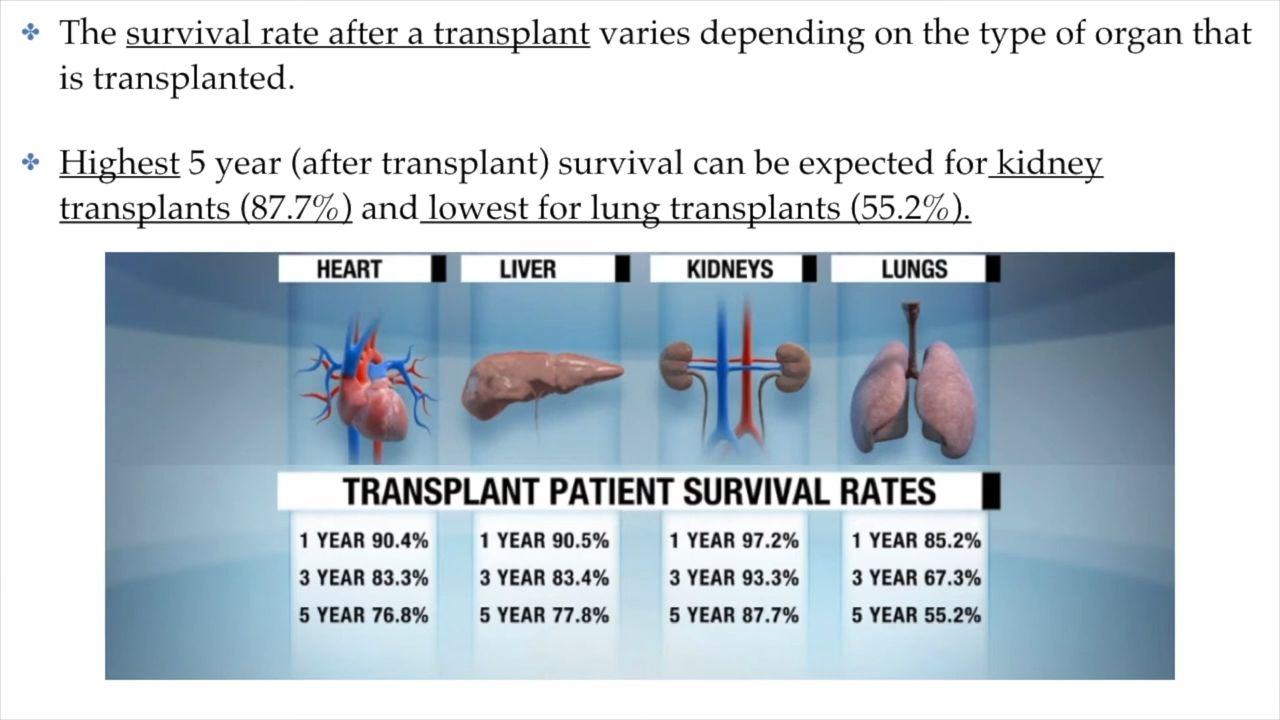 The survival rate after a transplant varies depending on the type of organ that
is transplanted.
Highest 5 year (after transplant) survival can be expected for kidney
transplants (87.7%) and lowest for lung transplants (55.2%).
HEART LIVER KIDNEYS LUNGS
TRANSPLANT PATIENT SURVIVAL RATES
1 YEAR 90.4% 1 YEAR 90.5% 1 YEAR 97.2% 1 YEAR 85.2%
3 YEAR 83.3% 3 YEAR 83.4% 3 YEAR 93.3% 3 YEAR 67.3%
5 YEAR 76.8% 5 YEAR 77.8% 5 YEAR 87.7% 5 YEAR 55.2%